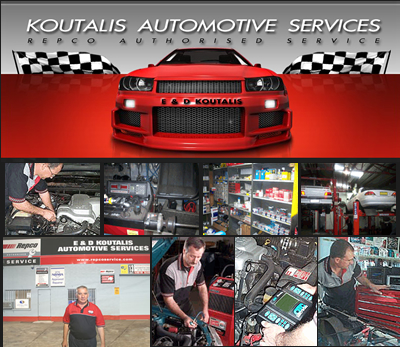 KOUTALIS AUTOMOTIVE SERVICES
REPCO AUTHORISED SERVICE
E & D KOUTALIS
Repco
SERVICE
E & D KOUTALIS
AUTOMOTIVE SERVICES
www.repcoservice.com